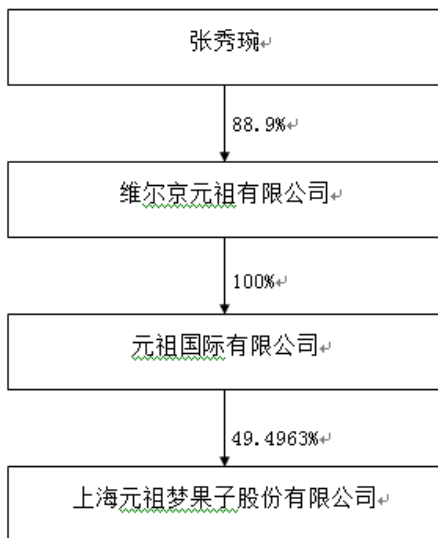 张秀琬
88.9%
维尔京元祖有限公司
100%
元祖国际有限公司
49.4963%
上海元祖梦果子股份有限公司